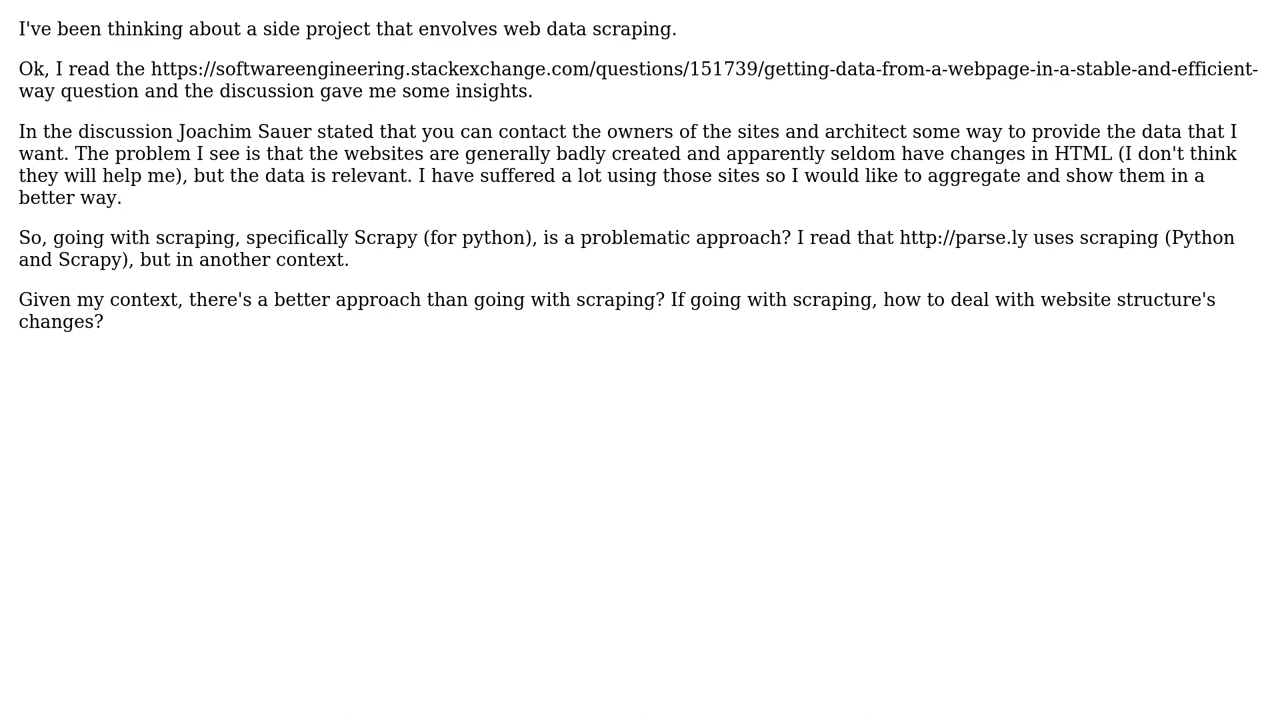 I've been thinking about a side project that envolves web data scraping.
Ok, I read the https://softwareengineering.stackexchange.com/questions/151739/getting-data-from-a-webpage-in-a-stable-and-efficient-
way question and the discussion gave me some insights.
In the discussion Joachim Sauer stated that you can contact the owners of the sites and architect some way to provide the data that I
want. The problem I see is that the websites are generally badly created and apparently seldom have changes in HTML (I don't think
they will help me), but the data is relevant. I have suffered a lot using those sites so I would like to aggregate and show them in a
better way.
So, going with scraping, specifically Scrapy (for python), is a problematic approach? I read that http://parse.ly uses scraping (Python
and Scrapy), but in another context.
Given my context, there's a better approach than going with scraping? If going with scraping, how to deal with website structure's
changes?